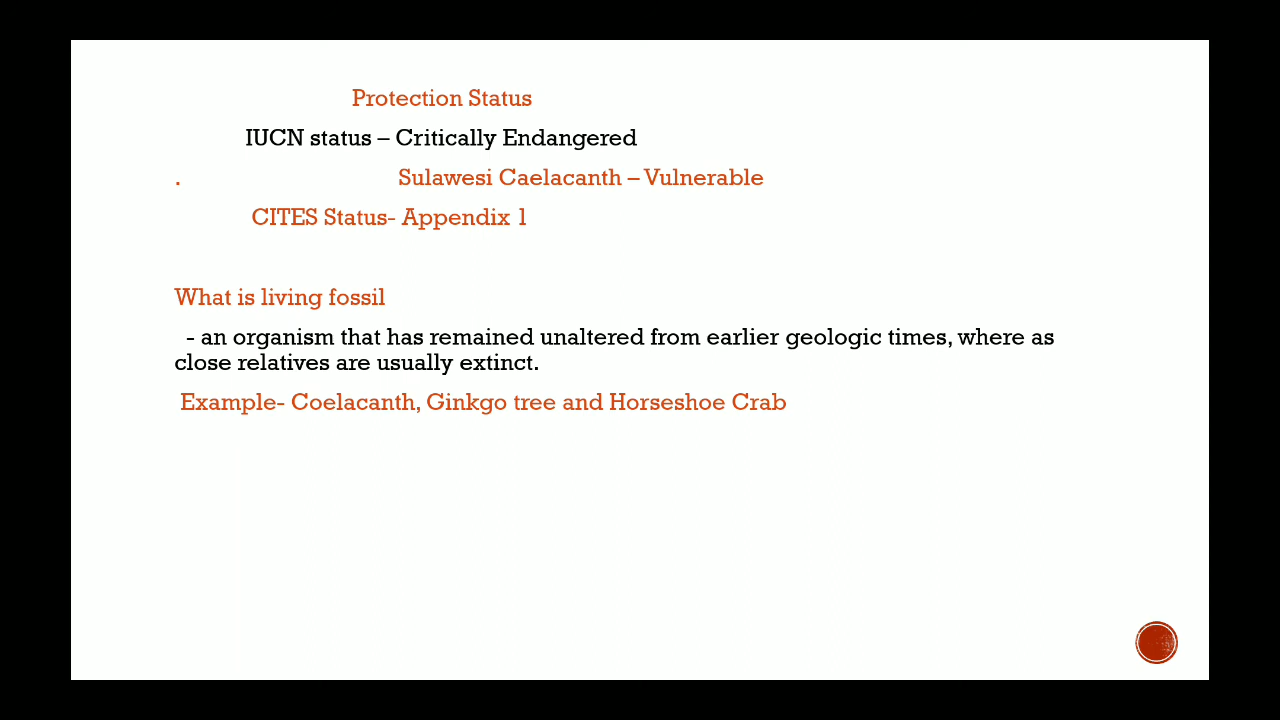 Protection Status
IUCN status – Critically Endangered
. Sulawesi Caelacanth – Vulnerable
CITES Status- Appendix 1
What is living fossil
- an organism that has remained unaltered from earlier geologic times, where as
close relatives are usually extinct.
Example- Coelacanth, Ginkgo tree and Horseshoe Crab